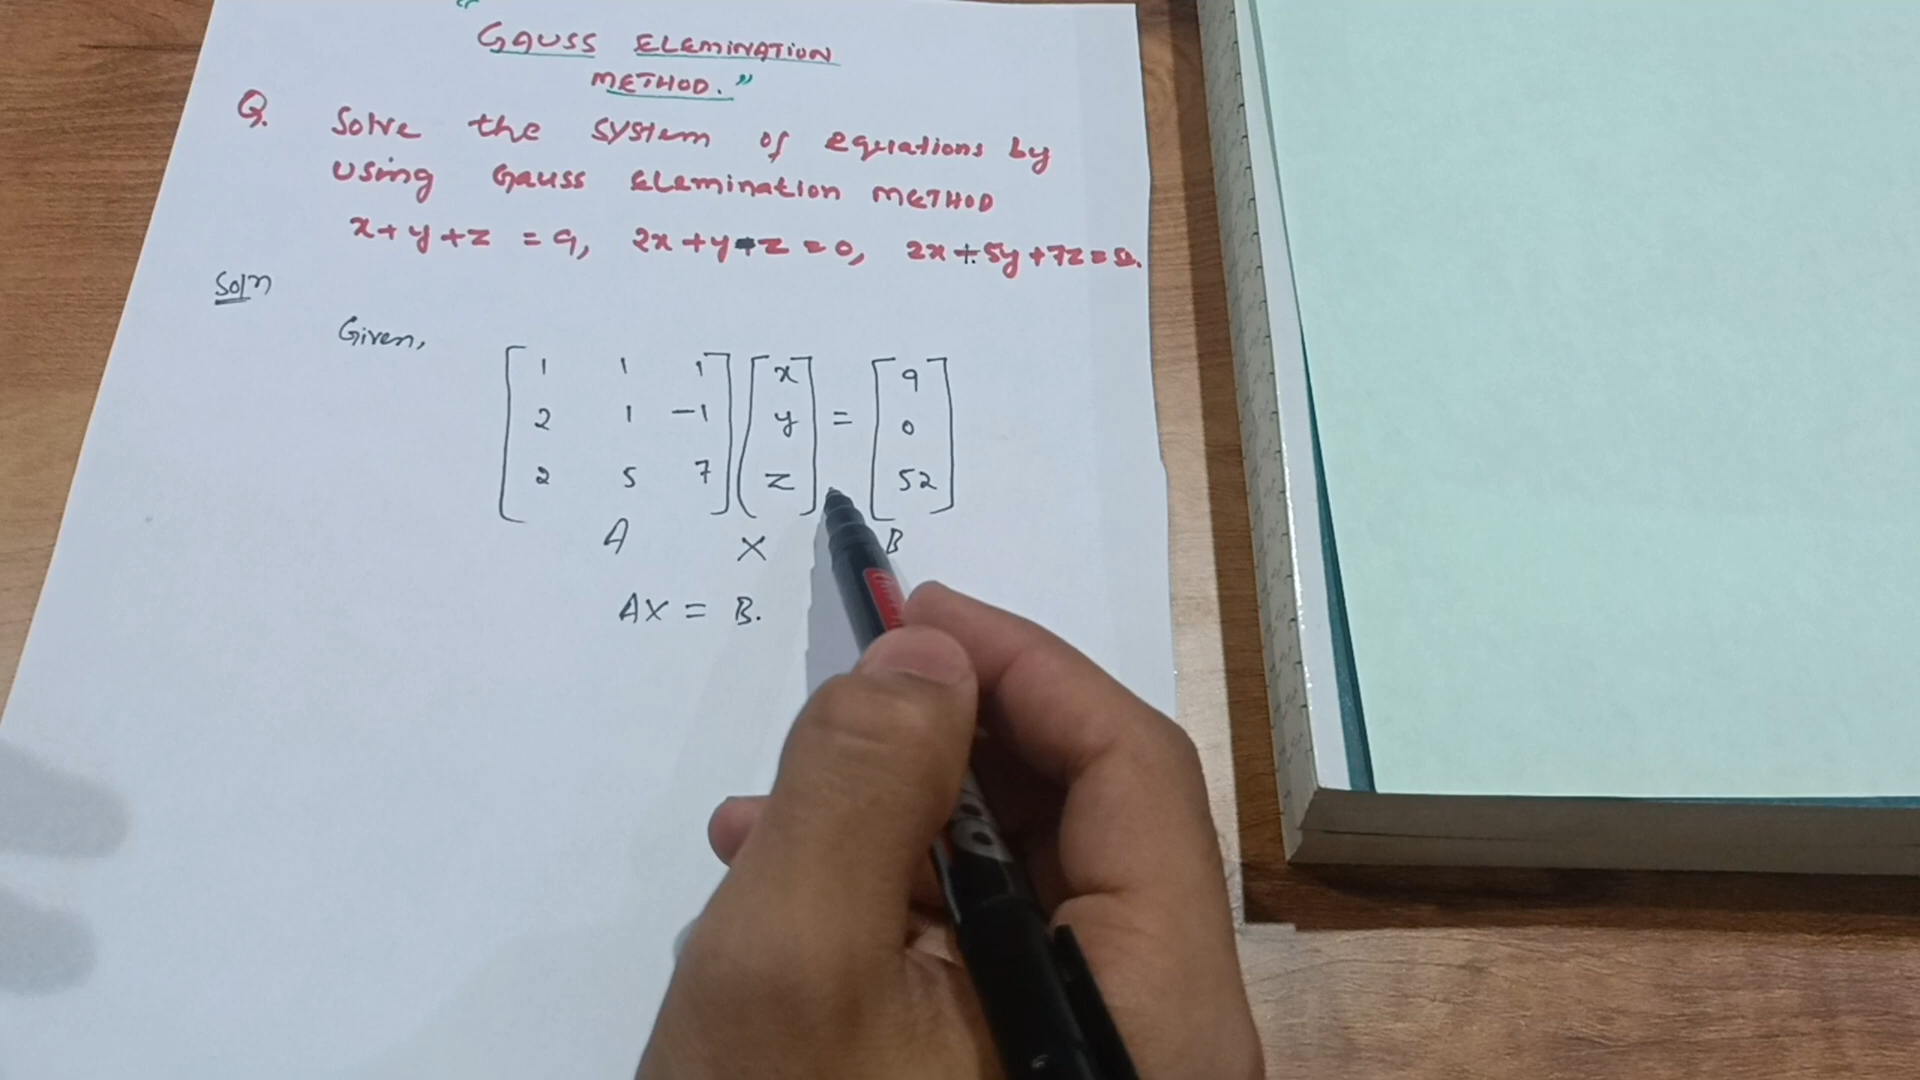 "GAUSS ELEMINATION
METHOD."
Q. Solve the system of equations by
using Gauss Elemination METHOD
x+y+z = 9, 2x+y-z = 0, 2x+5y+7z=52.
Soln
Given,
[1 1 1] [x] = [9]
[2 1 -1] [y] = [0]
[2 5 7] [z] = [52]
A X B
AX = B.